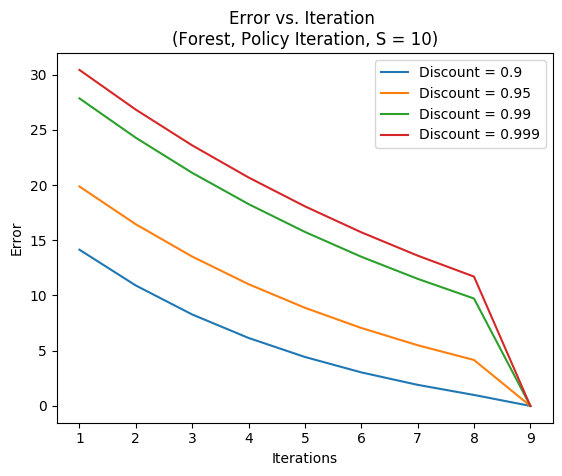 Error vs. Iteration
(Forest, Policy Iteration, S = 10)
Discount = 0.9
Discount = 0.95
Discount = 0.99
Discount = 0.999
Error
30
25
20
15
10
5
0
1 2 3 4 5 6 7 8 9
Iterations